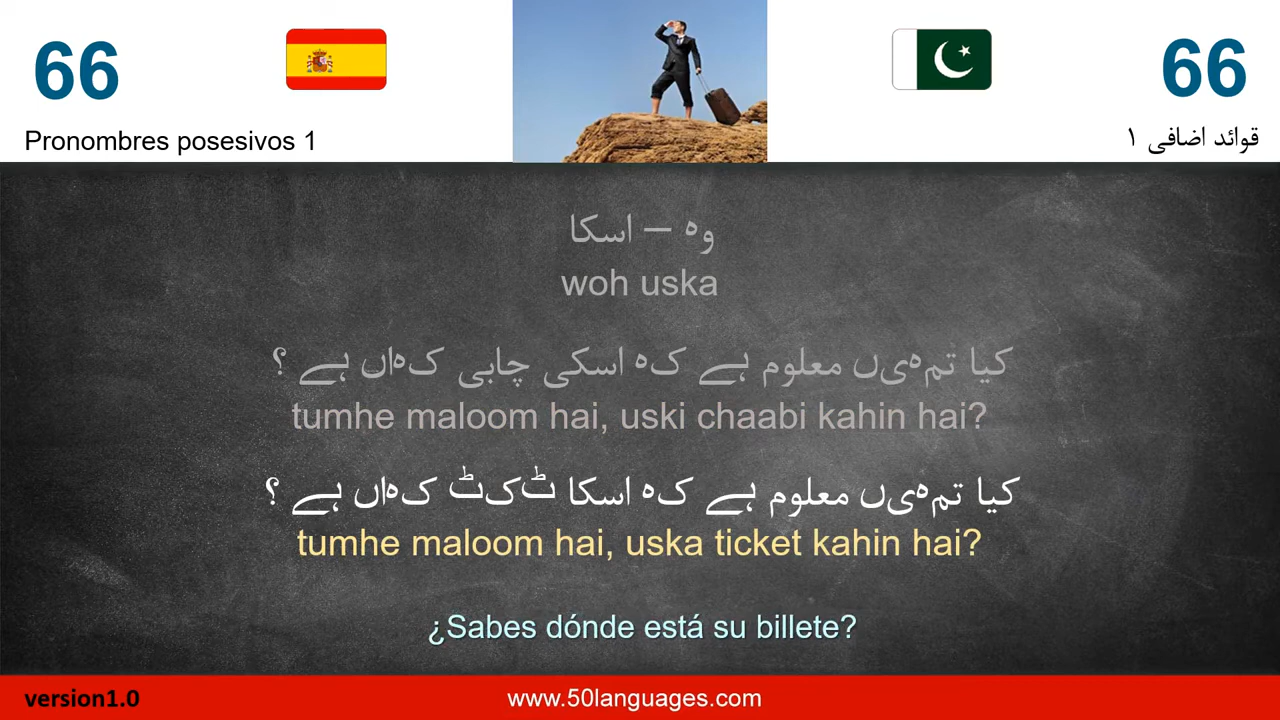 66
66
Pronombres posesivos 1
قوائد اضافی ۱
وہ – اسکا
woh uska
کیا تمہیں معلوم ہے کہ اسکی چابی کہاں ہے ؟
tumhe maloom hai, uski chaabi kahin hai?
کیا تمہیں معلوم ہے کہ اسکا ٹکٹ کہاں ہے ؟
tumhe maloom hai, uska ticket kahin hai?
¿Sabes dónde está su billete?
version1.0
www.50languages.com